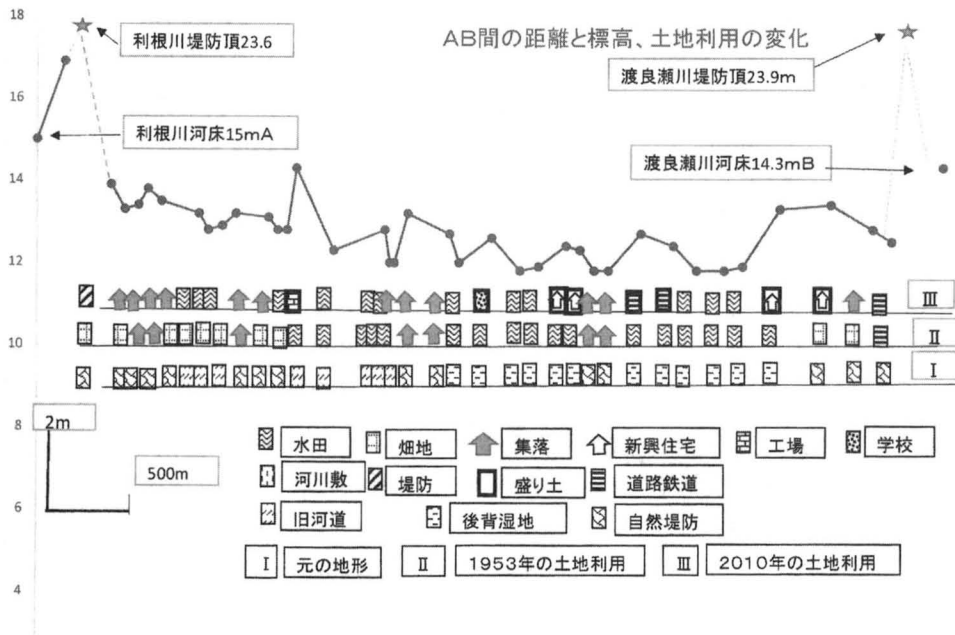 18
利根川堤防頂23.6
AB間の距離と標高、土地利用の変化
渡良瀬川堤防頂23.9m
16
利根川河床15mA
渡良瀬川河床14.3mB
14
12
Ⅲ
10
Ⅱ
Ⅰ
8
2m
500m
水田
畑地
集落
新興住宅
工場
学校
河川敷
堤防
盛り土
道路鉄道
6
旧河道
後背湿地
自然堤防
Ⅰ
元の地形
Ⅱ
1953年の土地利用
Ⅲ
2010年の土地利用
4